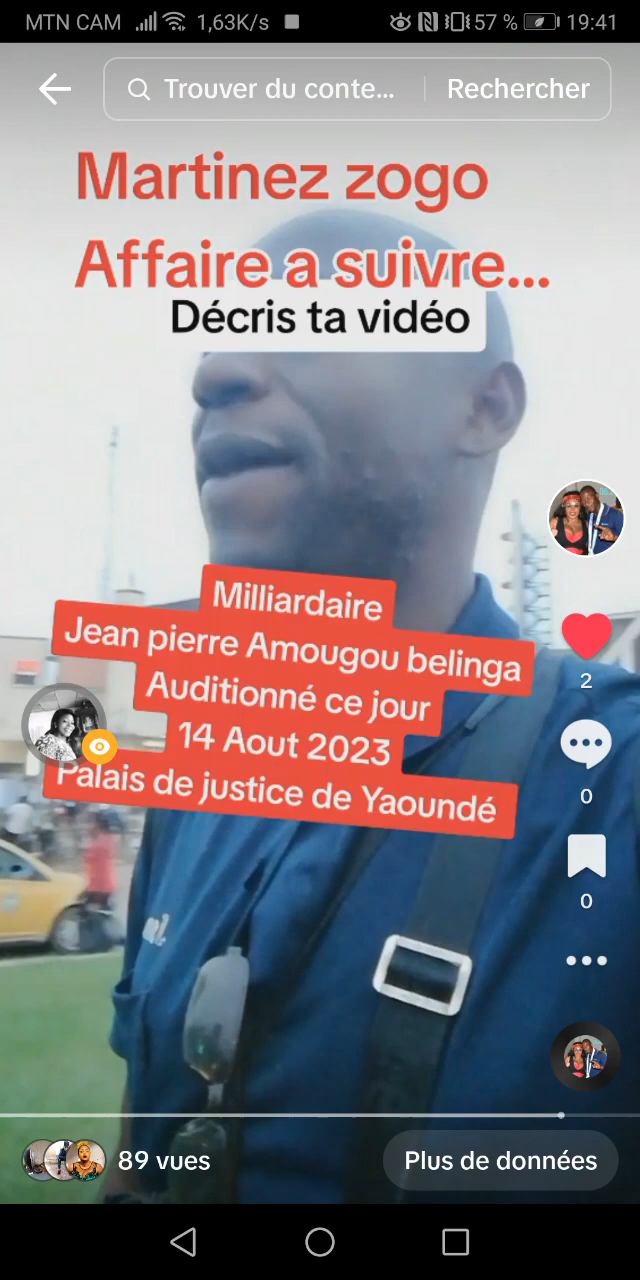 MTN CAM 1,63K/s 57 % 19:41
Trouver du conte... Rechercher
Martinez zogo
Affaire a suivre...
Décris ta vidéo
Milliardaire
Jean pierre Amougou belinga
Auditionné ce jour
14 Aout 2023
Palais de justice de Yaoundé
2
0
0
89 vues
Plus de données